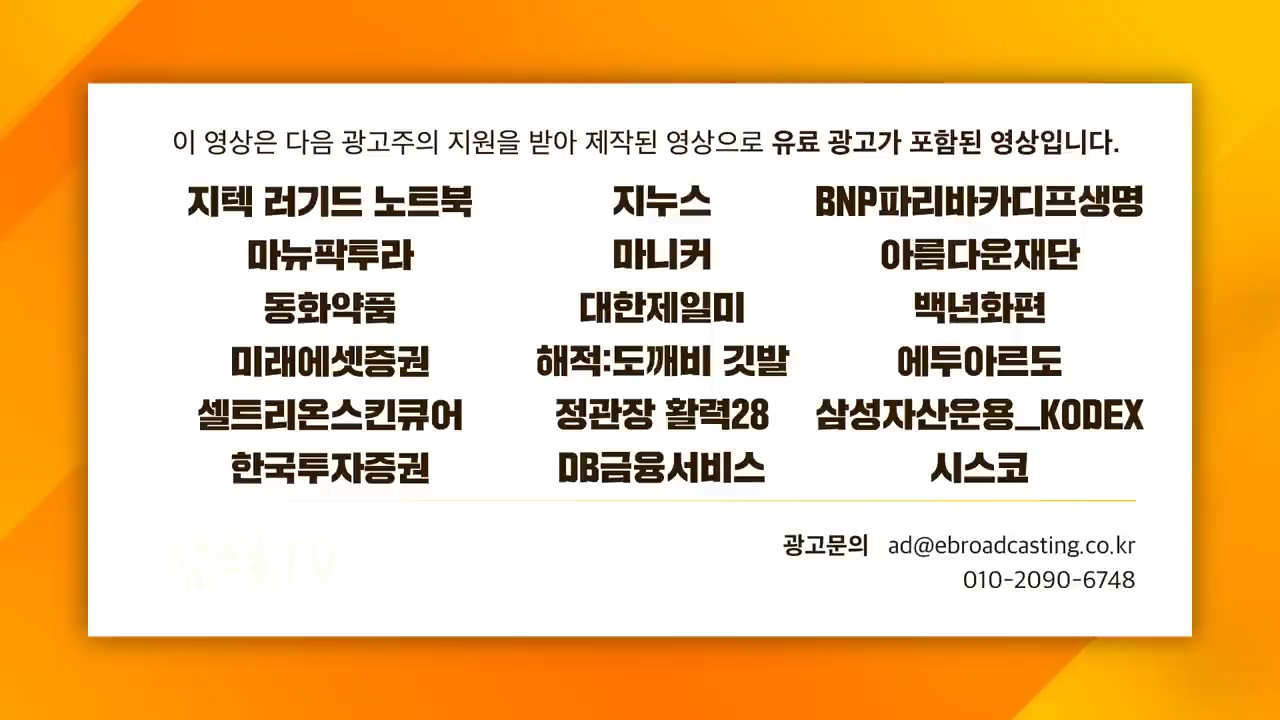 이 영상은 다음 광고주의 지원을 받아 제작된 영상으로 유료 광고가 포함된 영상입니다.
지텍 러기드 노트북 지누스 BNP파리바카디프생명
마뉴팍투라 마니커 아름다운재단
동화약품 대한제일미 백년화편
미래에셋증권 해적:도깨비 깃발 에두아르도
셀트리온스킨큐어 정관장 활력28 삼성자산운용_KODEX
한국투자증권 DB금융서비스 시스코
광고문의 ad@ebroadcasting.co.kr
010-2090-6748